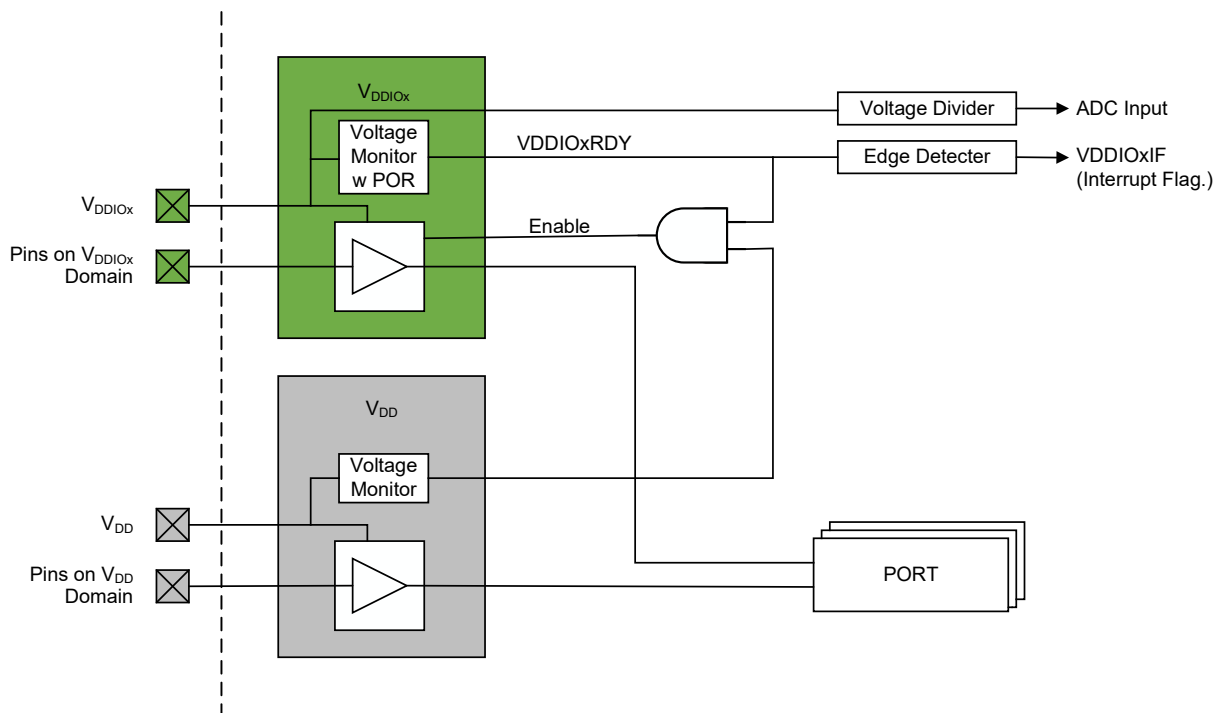 VDDIOx
Voltage Divider
ADC Input
Voltage
Monitor
w POR
VDDIOxRDY
Edge Detecter
VDDIOxIF
(Interrupt Flag.)
VDDIOx
Enable
Pins on VDDIOx
Domain
VDD
Voltage
Monitor
VDD
Pins on VDD
Domain
PORT